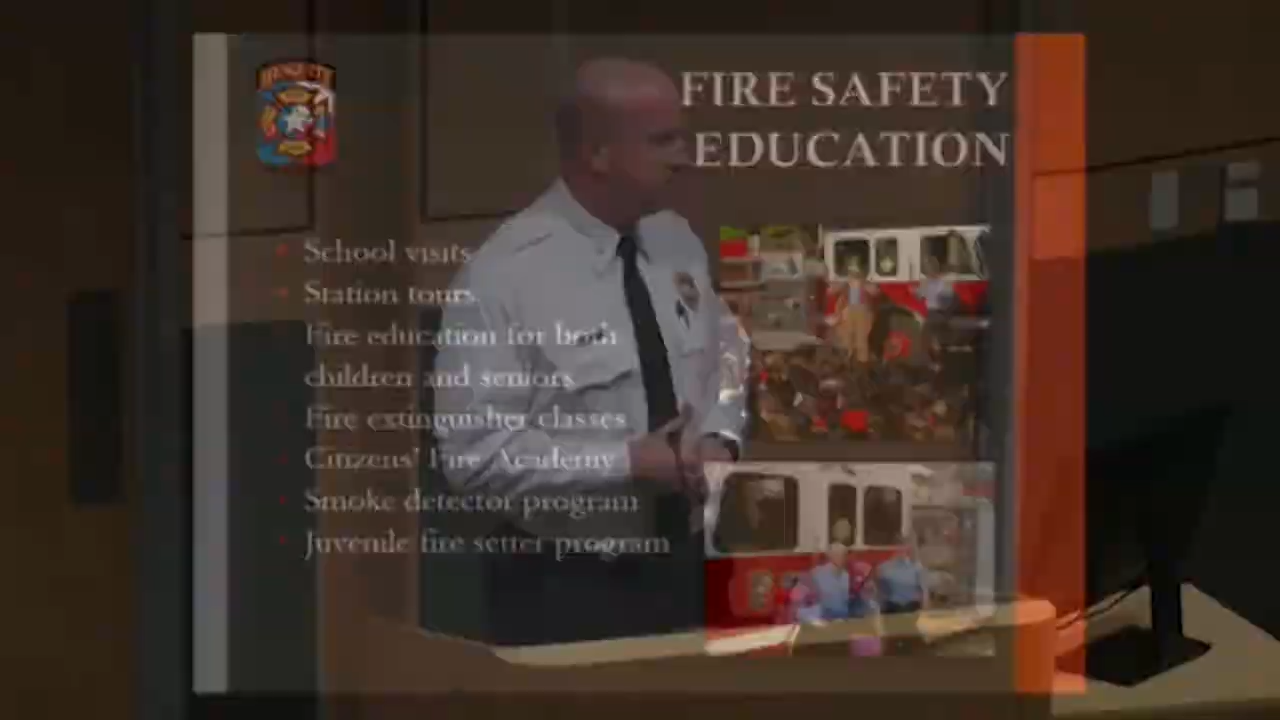 FIRE SAFETY
EDUCATION
School visits
Station tours
Fire education for both
children and seniors
Fire extinguisher classes
Citizens' Fire Academy
Smoke detector program
Juvenile fire setter program